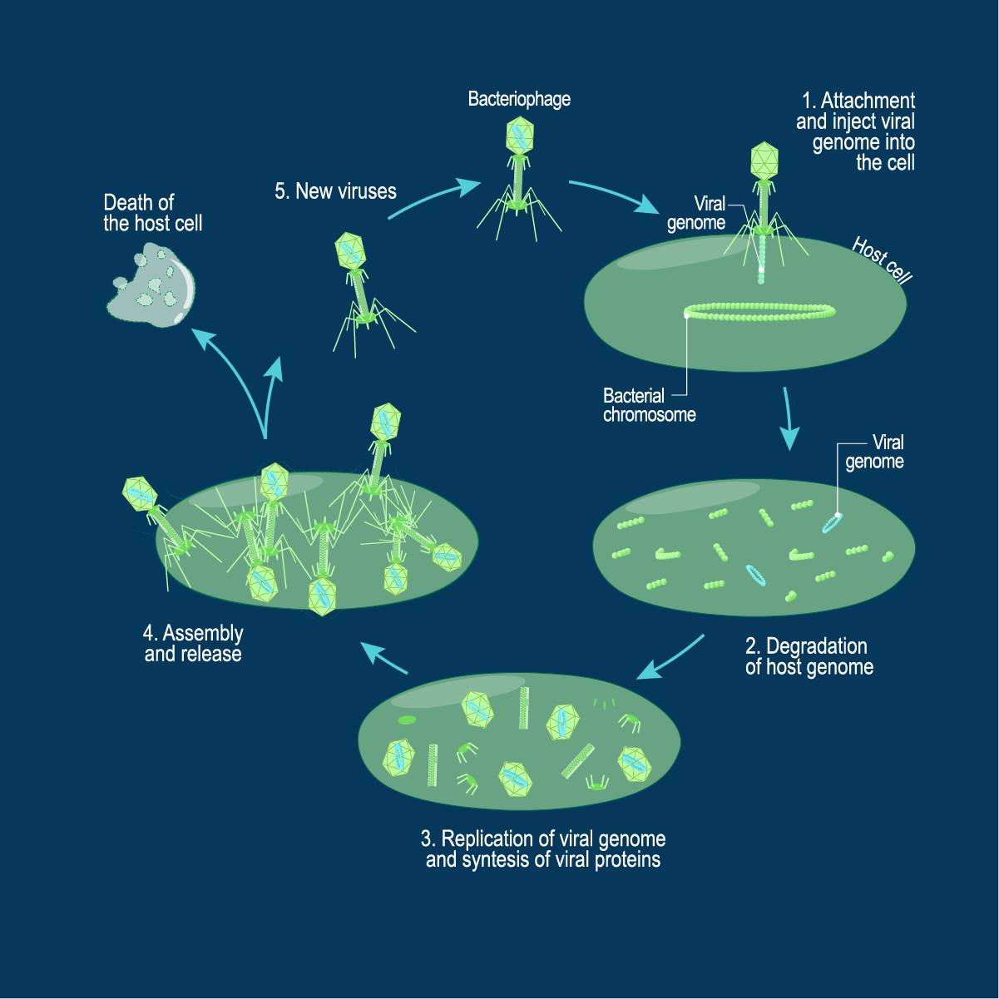 Bacteriophage
1. Attachment
and inject viral
genome into
the cell
Viral
genome
Host cell
Bacterial
chromosome
Viral
genome
2. Degradation
of host genome
3. Replication of viral genome
and syntesis of viral proteins
4. Assembly
and release
Death of
the host cell
5. New viruses